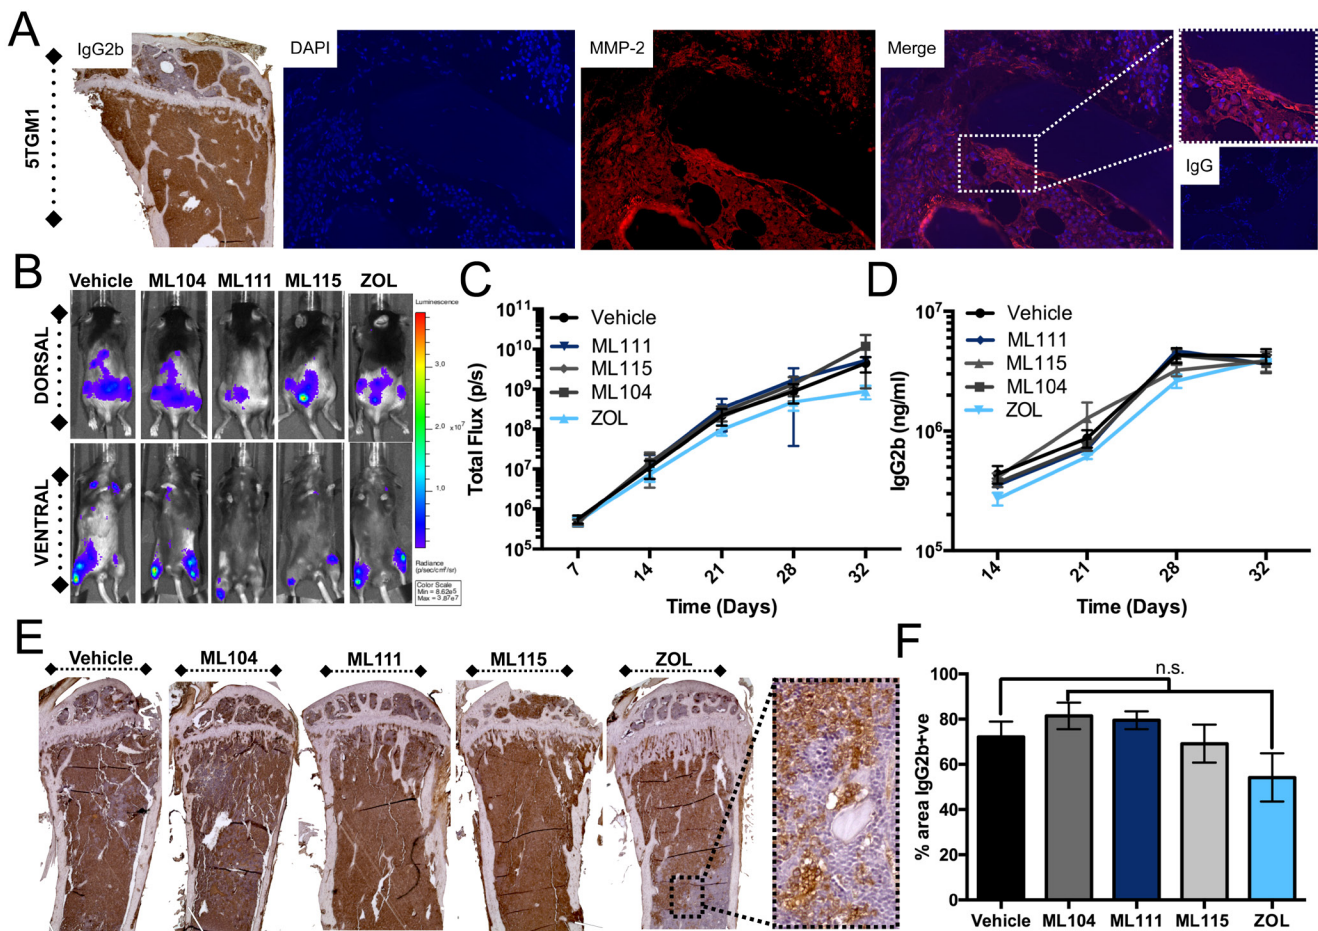 A
5TGM1
IgG2b
DAPI
MMP-2
Merge
IgG
B
Vehicle ML104 ML111 ML115 ZOL
DORSAL
VENTRAL
Luminescence
3.0
2.0
x10⁷
1.0
Radiance
(p/sec/cm²/sr)
Color Scale
Min = 8.62e5
Max = 3.87e7
C
Total Flux (p/s)
10¹¹
10¹⁰
10⁹
10⁸
10⁷
10⁶
10⁵
Vehicle
ML111
ML115
ML104
ZOL
7 14 21 28 32
Time (Days)
D
IgG2b (ng/ml)
10⁷
10⁶
10⁵
Vehicle
ML111
ML115
ML104
ZOL
14 21 28 32
Time (Days)
E
Vehicle ML104 ML111 ML115 ZOL
F
% area IgG2b+ve
100
80
60
40
20
0
n.s.
Vehicle ML104 ML111 ML115 ZOL